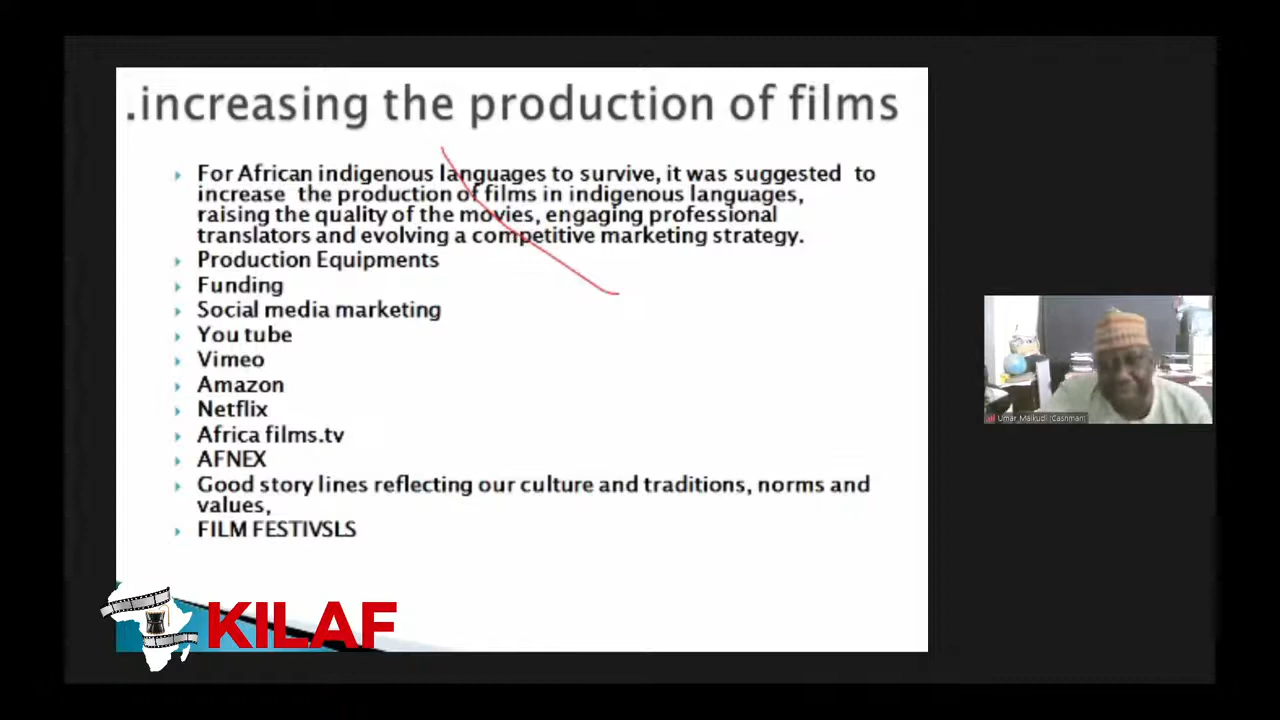 .increasing the production of films
For African indigenous languages to survive, it was suggested to
increase the production of films in indigenous languages,
raising the quality of the movies, engaging professional
translators and evolving a competitive marketing strategy.
Production Equipments
Funding
Social media marketing
You tube
Vimeo
Amazon
Netflix
Africa films.tv
AFNEX
Good story lines reflecting our culture and traditions, norms and
values,
FILM FESTIVSLS
KILAF
Umar_Maikudi (Cashman)